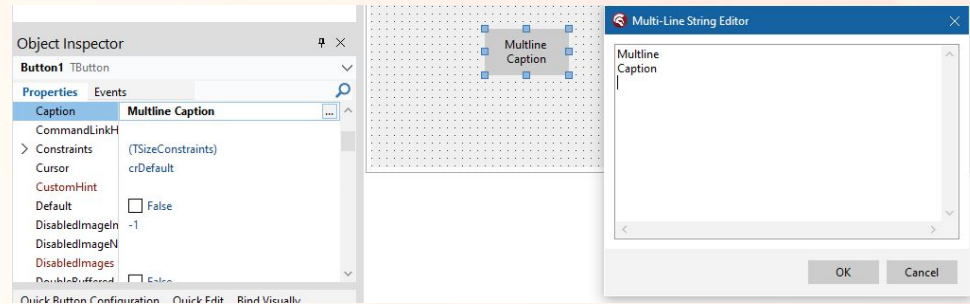 Object Inspector
Button1 TButton
Properties Events
Caption Multline Caption ...
CommandLinkH
Constraints (TSizeConstraints)
Cursor crDefault
CustomHint
Default False
DisabledImageIn -1
DisabledImageN
DisabledImages
DoubleBuffered False
Quick Button Configuration Quick Edit Bind Visually
Multline
Caption
Multi-Line String Editor
Multline
Caption
OK Cancel